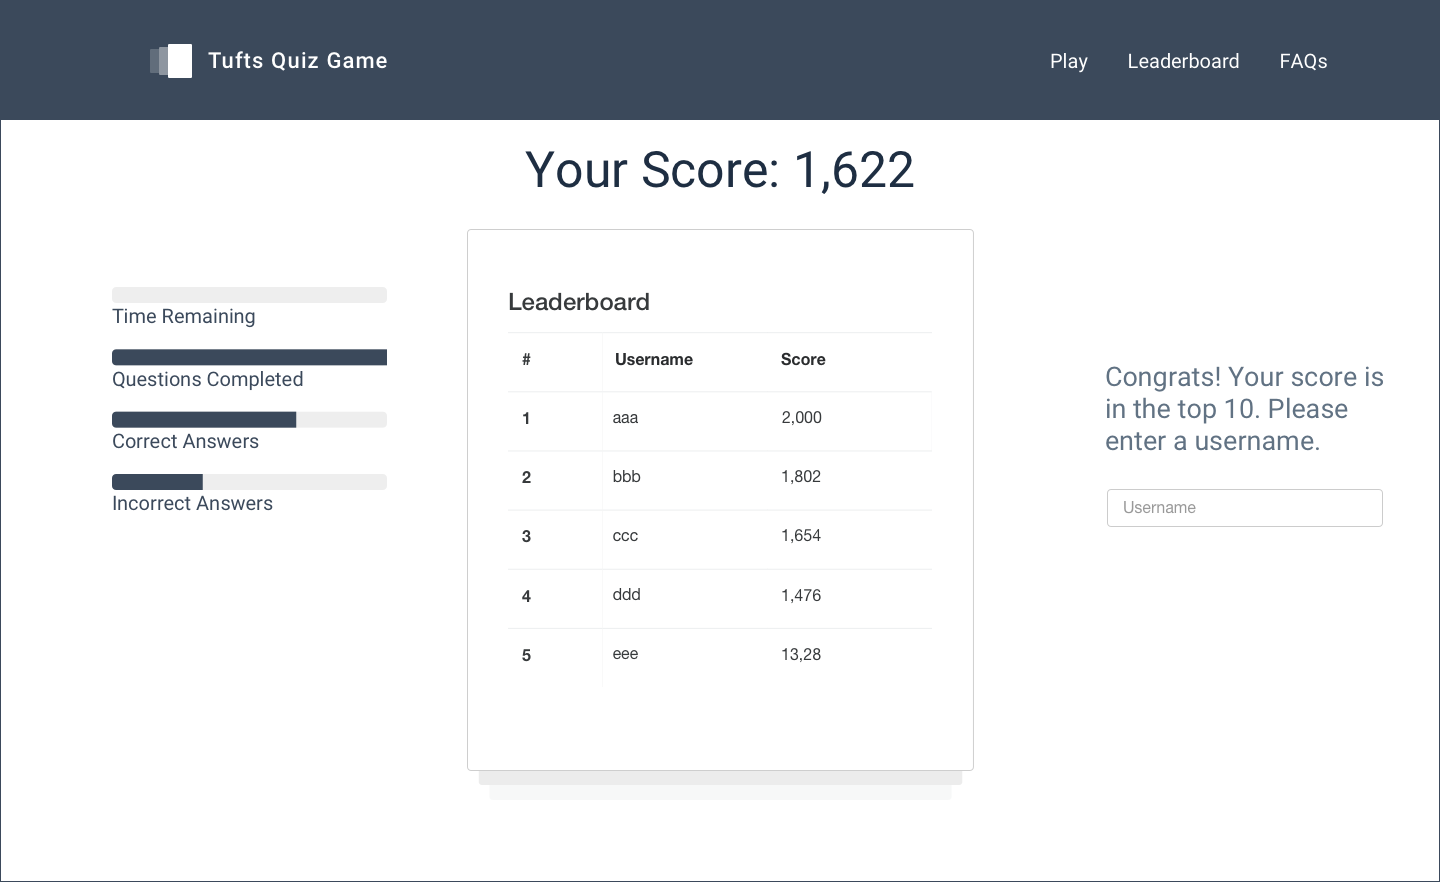 Tufts Quiz Game
Play Leaderboard FAQs
Your Score: 1,622
Time Remaining
Questions Completed
Correct Answers
Incorrect Answers
Leaderboard
# Username Score
1 aaa 2,000
2 bbb 1,802
3 ccc 1,654
4 ddd 1,476
5 eee 13,28
Congrats! Your score is
in the top 10. Please
enter a username.
Username